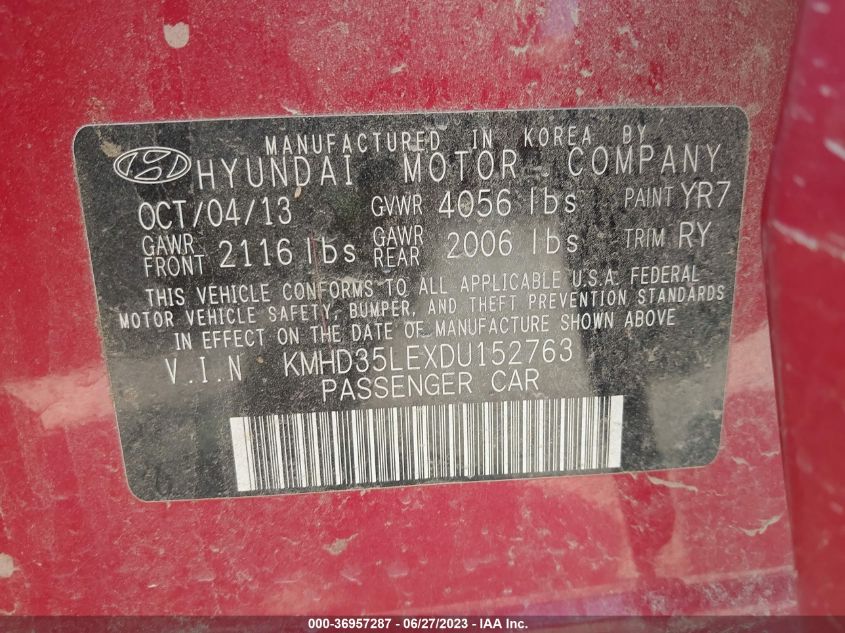 MANUFACTURED IN KOREA BY
HYUNDAI MOTOR COMPANY
OCT/04/13 GVWR 4056 lbs PAINT YR7
GAWR FRONT 2116 lbs GAWR REAR 2006 lbs TRIM RY
THIS VEHICLE CONFORMS TO ALL APPLICABLE U.S.A. FEDERAL
MOTOR VEHICLE SAFETY, BUMPER, AND THEFT PREVENTION STANDARDS
IN EFFECT ON THE DATE OF MANUFACTURE SHOWN ABOVE
V.I.N KMHD35LEXDU152763
PASSENGER CAR
000-36957287 - 06/27/2023 - IAA Inc.